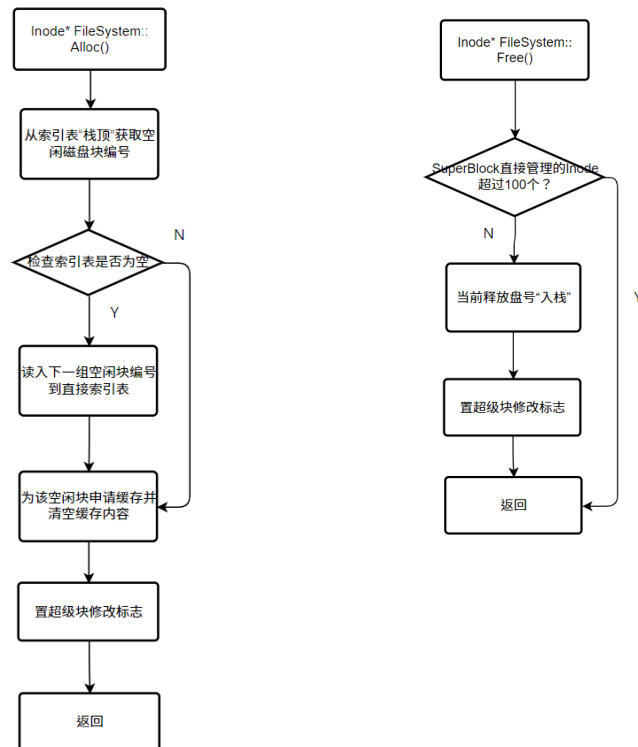 Inode* FileSystem::
Alloc()
从索引表“栈顶”获取空
闲磁盘块编号
N
检查索引表是否为空
Y
读入下一组空闲块编号
到直接索引表
为该空闲块申请缓存并
清空缓存内容
置超级块修改标志
返回
Inode* FileSystem::
Free()
SuperBlock直接管理的Inode
超过100个？
N
当前释放盘号“入栈”
Y
置超级块修改标志
返回